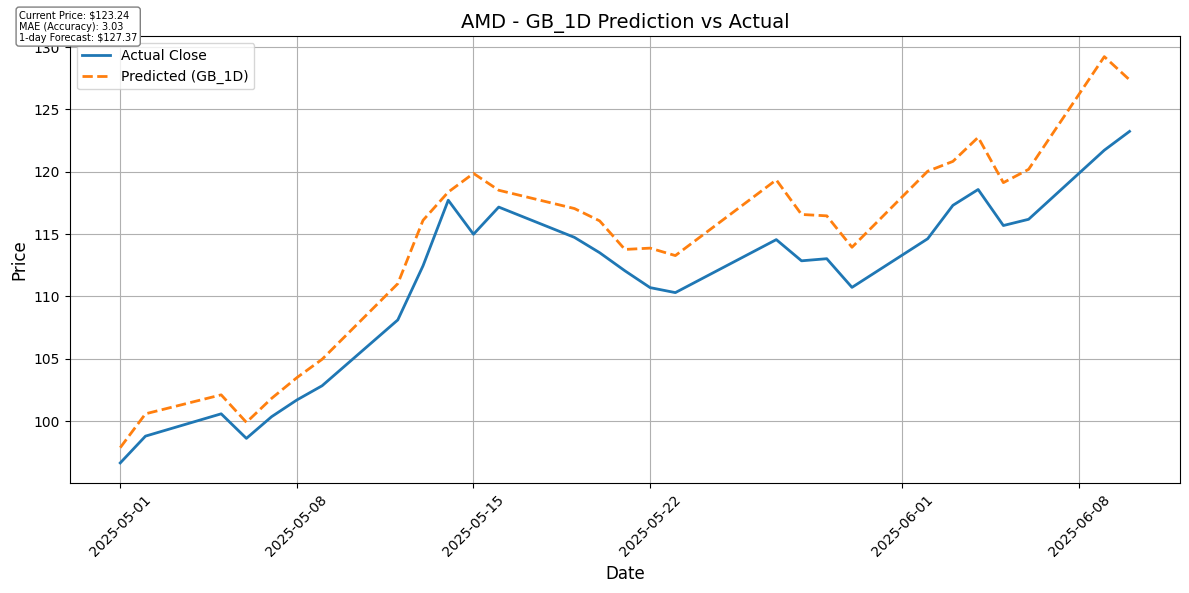 AMD - GB_1D Prediction vs Actual
Current Price: $123.24
MAE (Accuracy): 3.03
1-day Forecast: $127.37
Actual Close
Predicted (GB_1D)
Price
130
125
120
115
110
105
100
2025-05-01
2025-05-08
2025-05-15
2025-05-22
2025-06-01
2025-06-08
Date